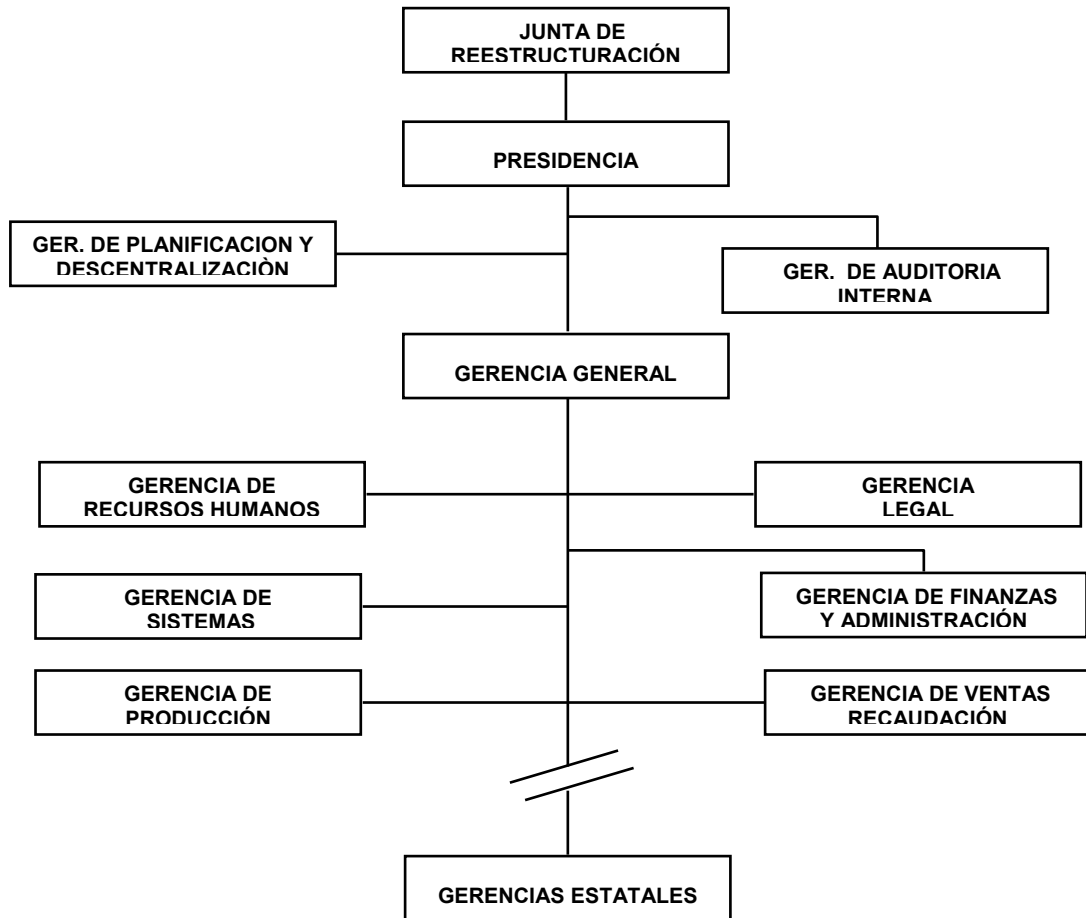 JUNTA DE
REESTRUCTURACIÓN
PRESIDENCIA
GER. DE PLANIFICACION Y
DESCENTRALIZACIÒN
GER. DE AUDITORIA
INTERNA
GERENCIA GENERAL
GERENCIA DE
RECURSOS HUMANOS
GERENCIA
LEGAL
GERENCIA DE
SISTEMAS
GERENCIA DE FINANZAS
Y ADMINISTRACIÓN
GERENCIA DE
PRODUCCIÓN
GERENCIA DE VENTAS
RECAUDACIÓN
GERENCIAS ESTATALES